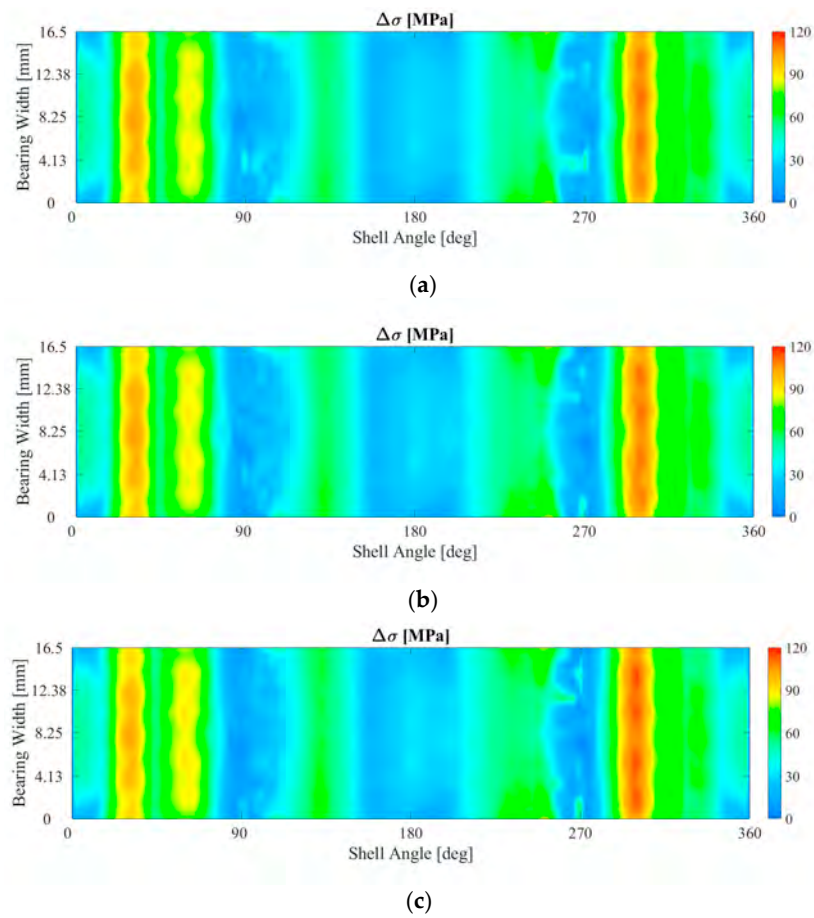 Δσ [MPa]
Bearing Width [mm]
16.5
12.38
8.25
4.13
0
0 90 180 270 360
Shell Angle [deg]
120
90
60
30
0
(a)
Δσ [MPa]
Bearing Width [mm]
16.5
12.38
8.25
4.13
0
0 90 180 270 360
Shell Angle [deg]
120
90
60
30
0
(b)
Δσ [MPa]
Bearing Width [mm]
16.5
12.38
8.25
4.13
0
0 90 180 270 360
Shell Angle [deg]
120
90
60
30
0
(c)